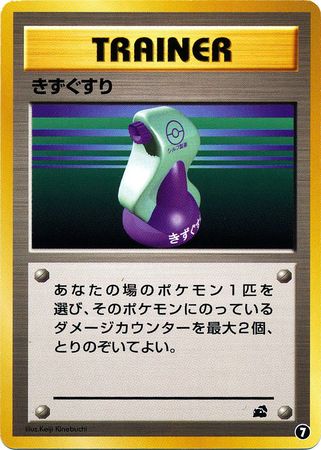 TRAINER
きずぐすり
シルフ製薬
きずぐすり
あなたの場のポケモン1匹を
選び、そのポケモンにのっている
ダメージカウンターを最大2個、
とりのぞいてよい。
Illus.Keiji Kinebuchi
7